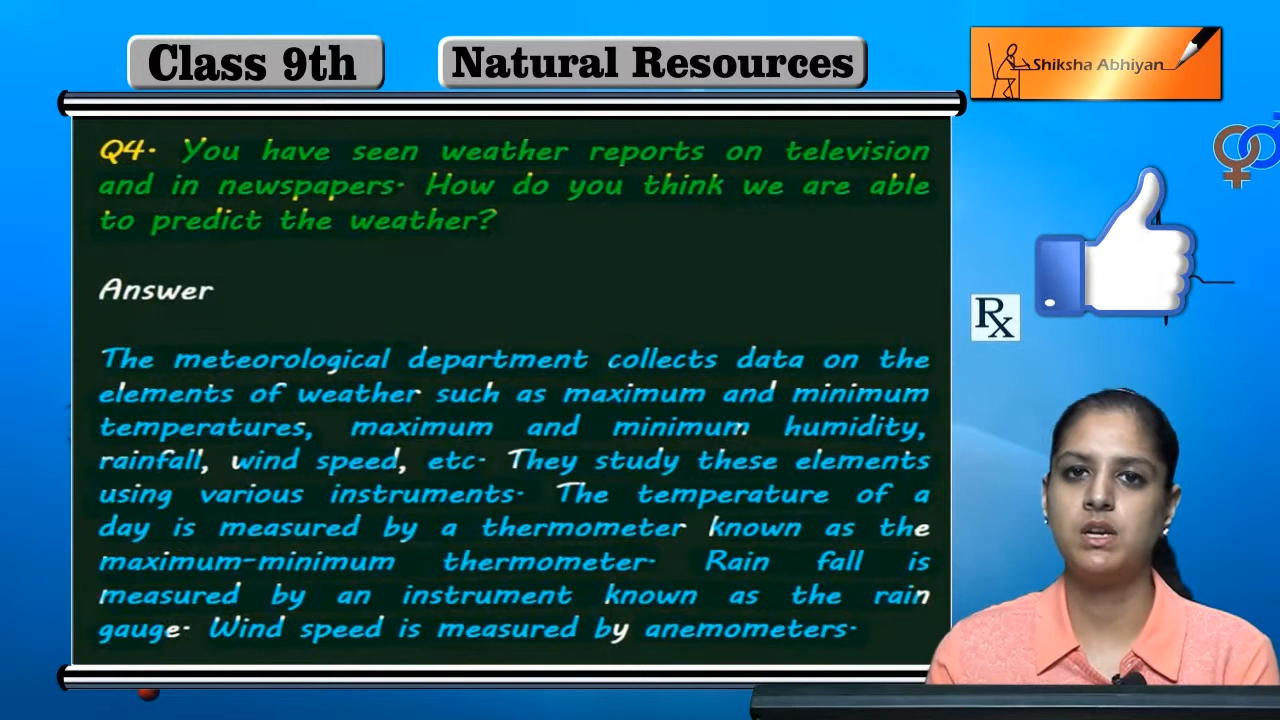 Class 9th
Natural Resources
Shiksha Abhiyan
Q4. You have seen weather reports on television
and in newspapers. How do you think we are able
to predict the weather?
Answer
The meteorological department collects data on the
elements of weather such as maximum and minimum
temperatures, maximum and minimum humidity,
rainfall, wind speed, etc. They study these elements
using various instruments. The temperature of a
day is measured by a thermometer known as the
maximum-minimum thermometer. Rain fall is
measured by an instrument known as the rain
gauge. Wind speed is measured by anemometers.
Rx